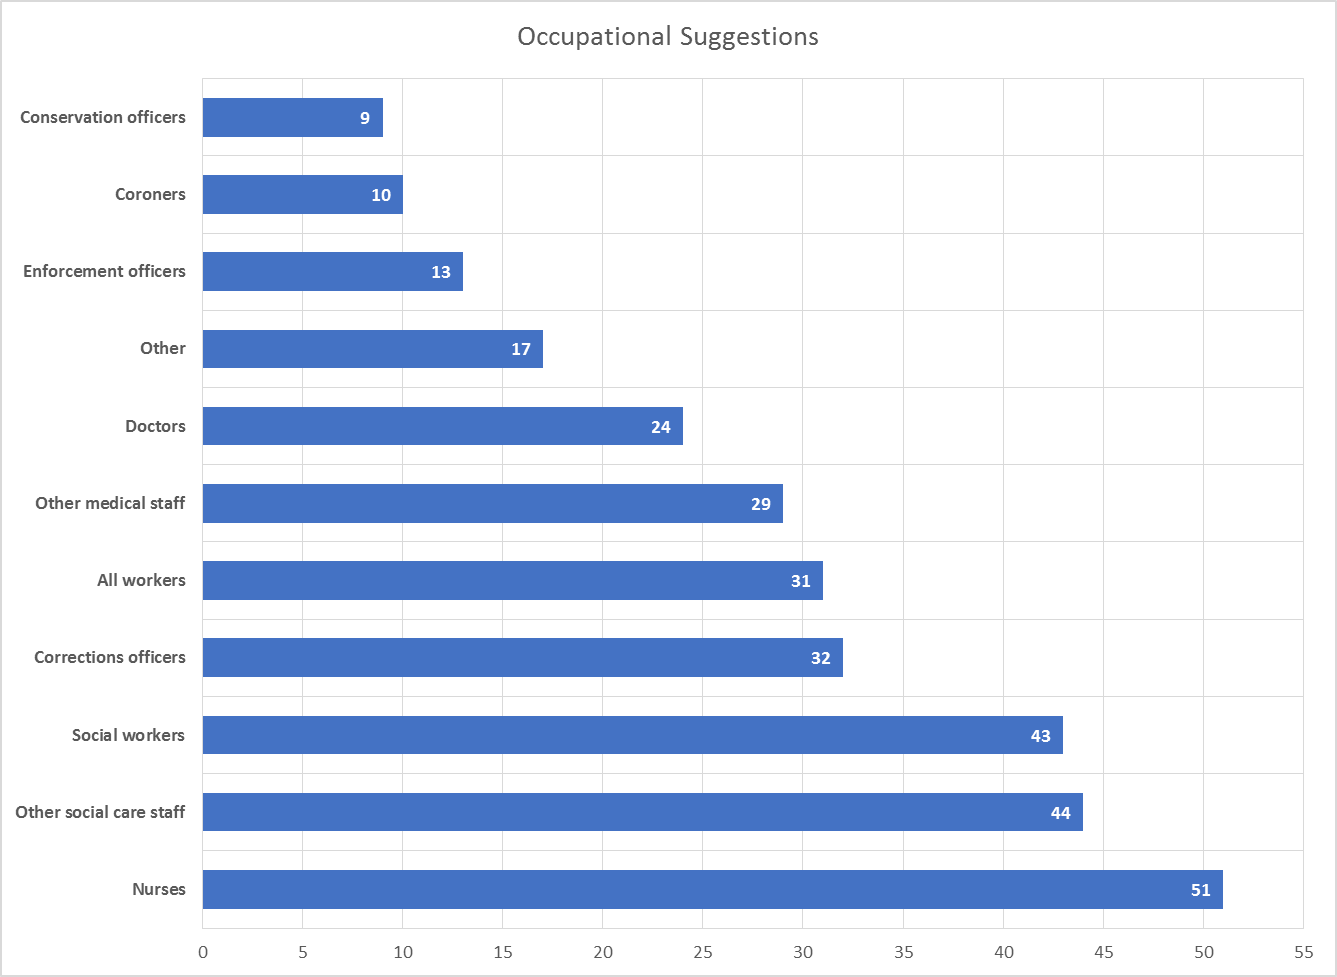 Occupational Suggestions
Conservation officers 9
Coroners 10
Enforcement officers 13
Other 17
Doctors 24
Other medical staff 29
All workers 31
Corrections officers 32
Social workers 43
Other social care staff 44
Nurses 51
0 5 10 15 20 25 30 35 40 45 50 55